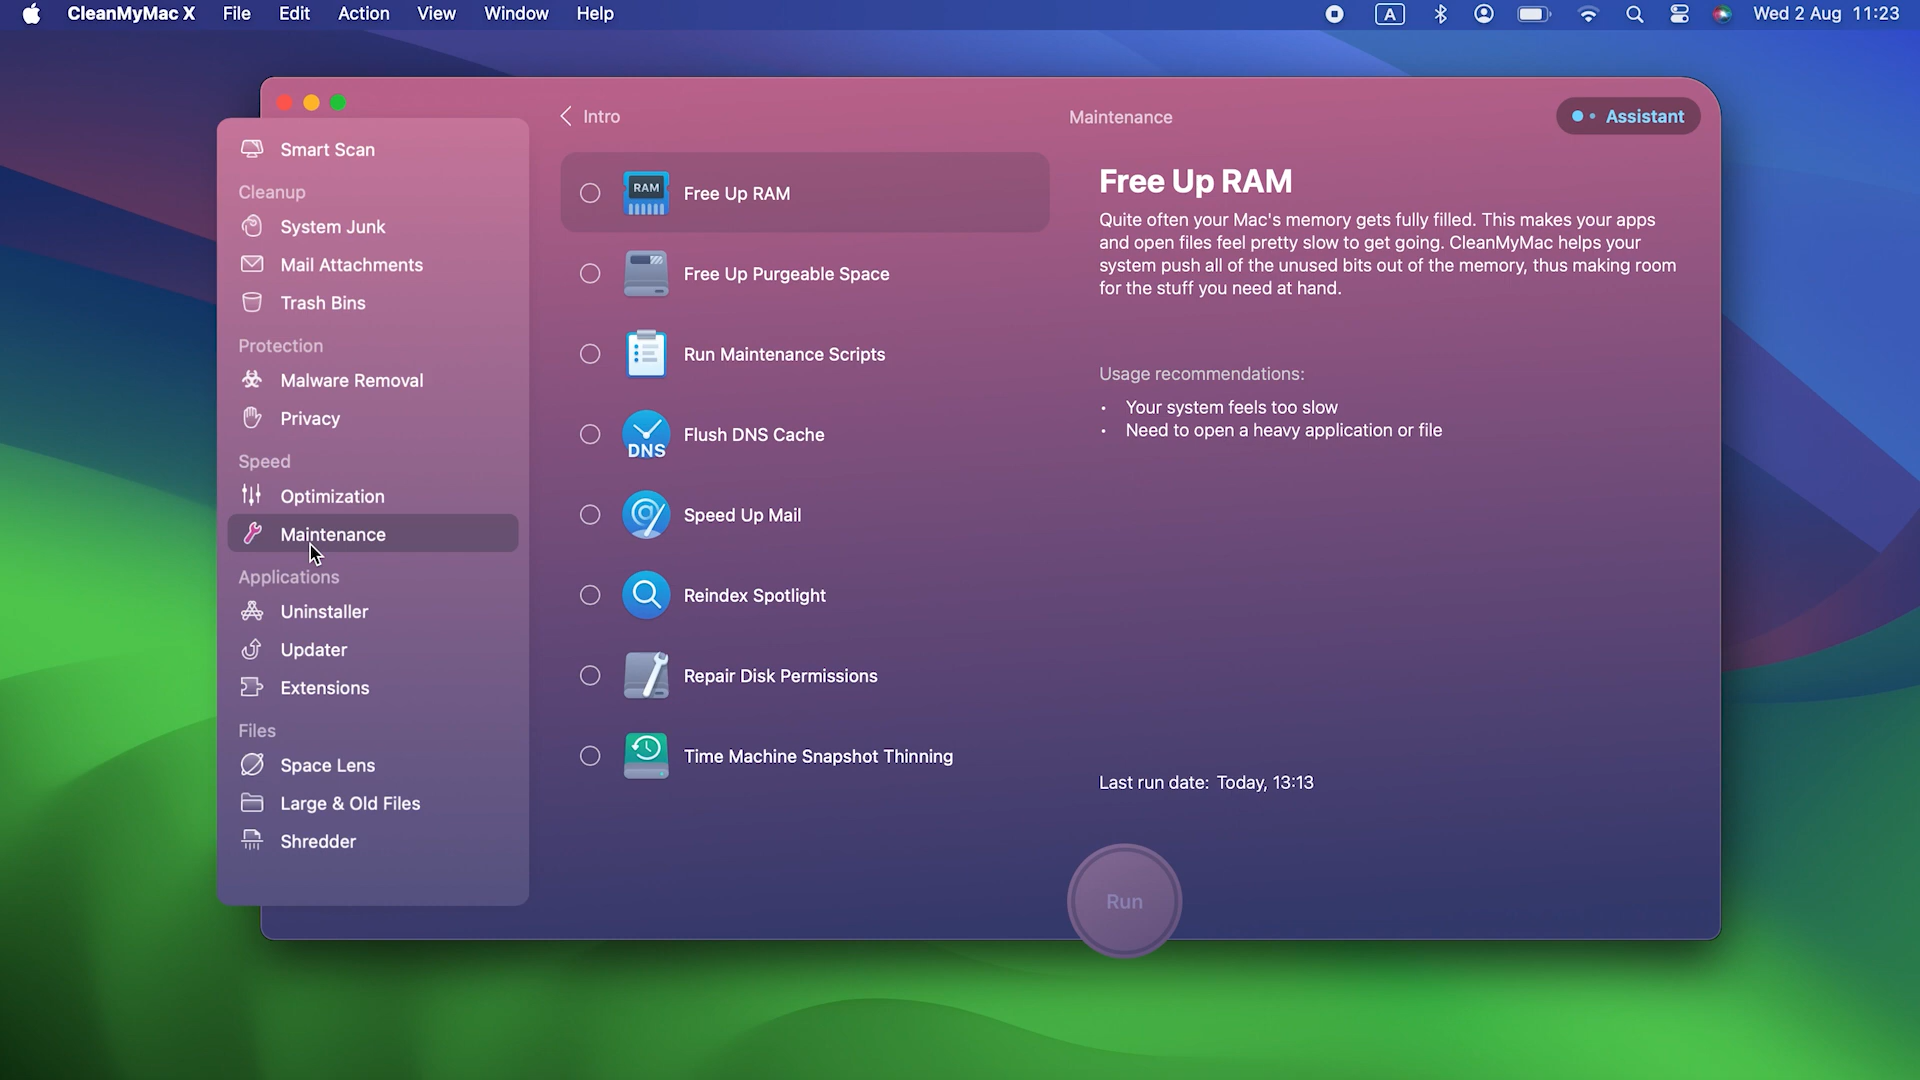 CleanMyMac X File Edit Action View Window Help A Wed 2 Aug 11:23
Intro
Maintenance
Assistant
Smart Scan
Cleanup
System Junk
Mail Attachments
Trash Bins
Protection
Malware Removal
Privacy
Speed
Optimization
Maintenance
Applications
Uninstaller
Updater
Extensions
Files
Space Lens
Large & Old Files
Shredder
RAM
Free Up RAM
Free Up Purgeable Space
Run Maintenance Scripts
DNS
Flush DNS Cache
Speed Up Mail
Reindex Spotlight
Repair Disk Permissions
Time Machine Snapshot Thinning
Free Up RAM
Quite often your Mac's memory gets fully filled. This makes your apps
and open files feel pretty slow to get going. CleanMyMac helps your
system push all of the unused bits out of the memory, thus making room
for the stuff you need at hand.
Usage recommendations:
• Your system feels too slow
• Need to open a heavy application or file
Last run date: Today, 13:13
Run